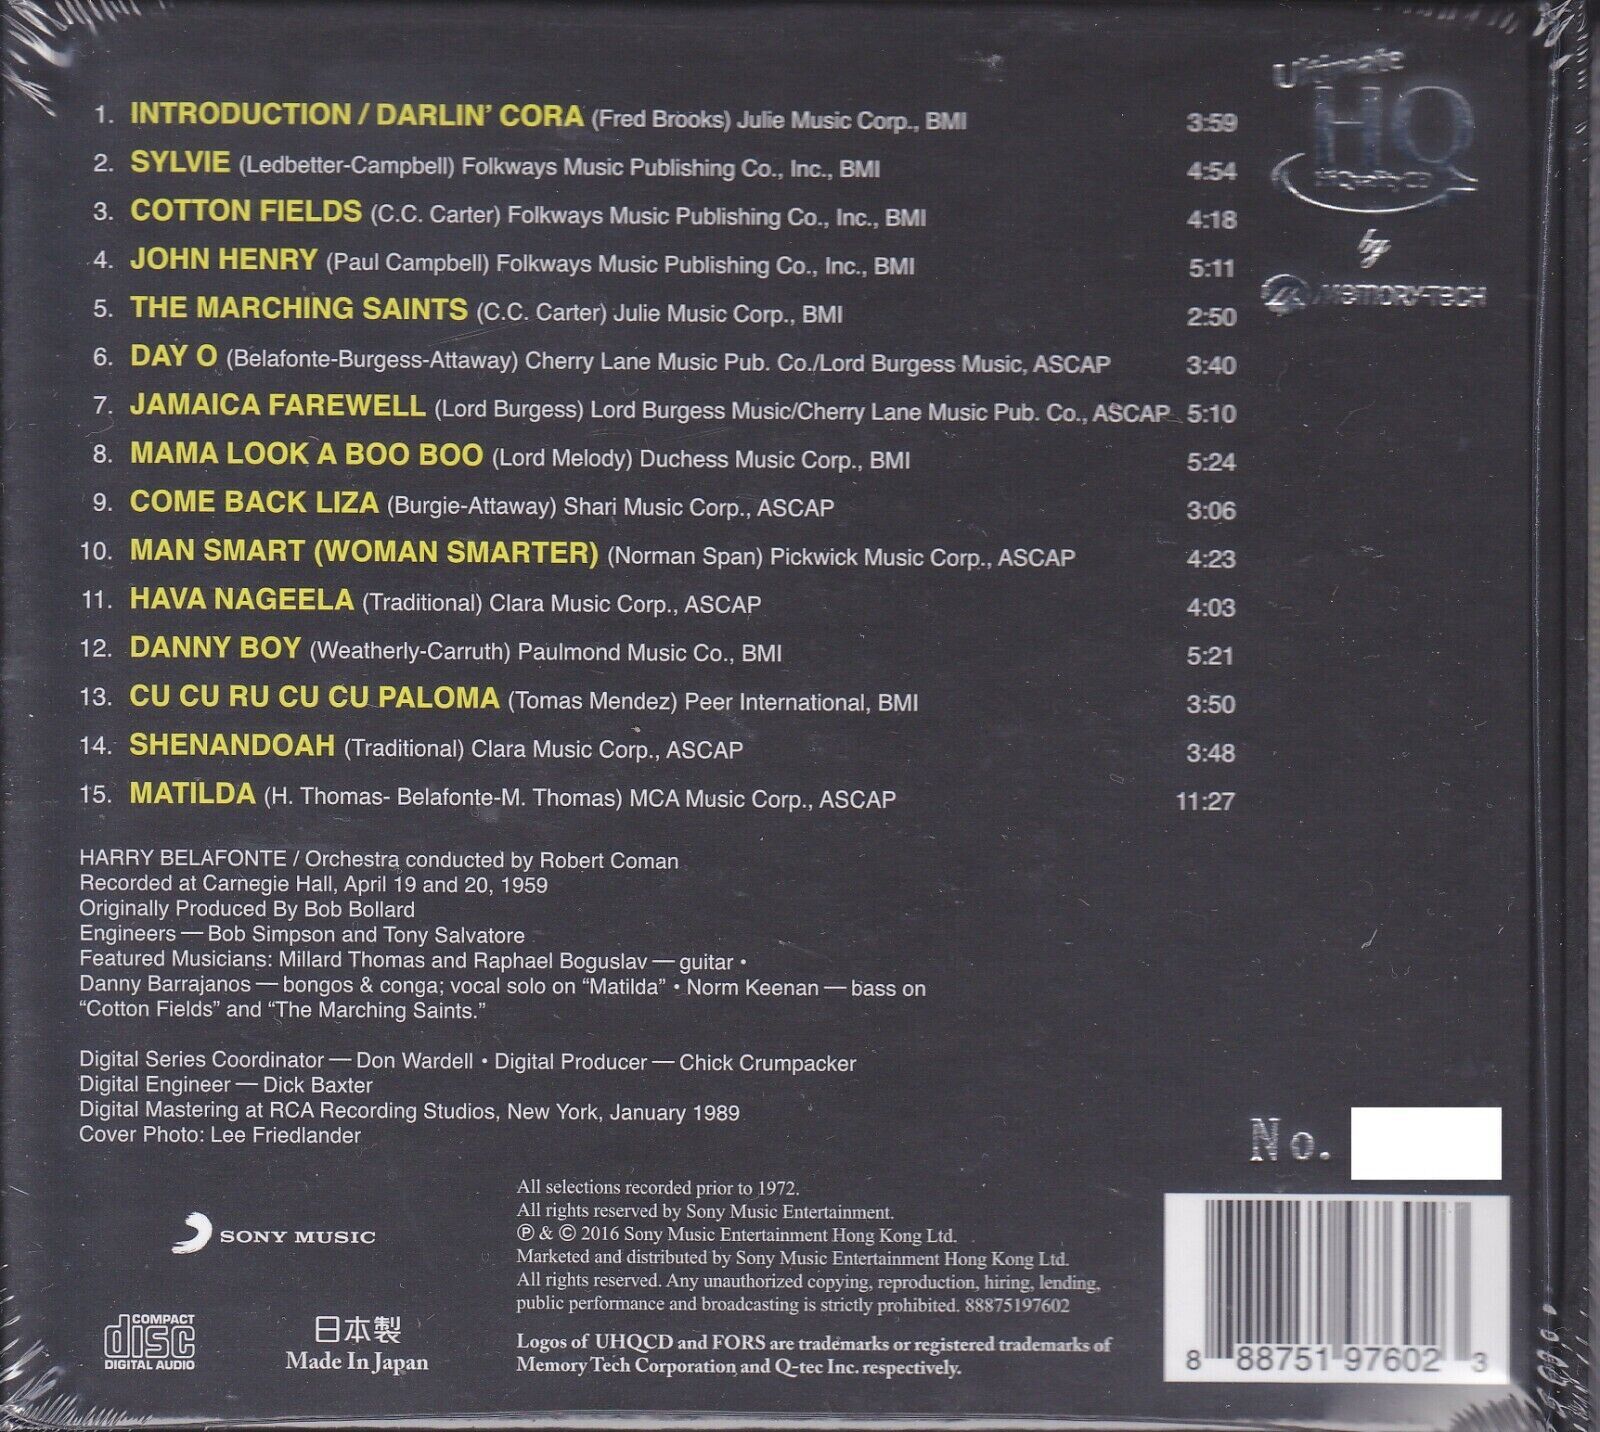 1. INTRODUCTION / DARLIN' CORA (Fred Brooks) Julie Music Corp., BMI 3:59
2. SYLVIE (Ledbetter-Campbell) Folkways Music Publishing Co., Inc., BMI 4:54
3. COTTON FIELDS (C.C. Carter) Folkways Music Publishing Co., Inc., BMI 4:18
4. JOHN HENRY (Paul Campbell) Folkways Music Publishing Co., Inc., BMI 5:11
5. THE MARCHING SAINTS (C.C. Carter) Julie Music Corp., BMI 2:50
6. DAY O (Belafonte-Burgess-Attaway) Cherry Lane Music Pub. Co./Lord Burgess Music, ASCAP 3:40
7. JAMAICA FAREWELL (Lord Burgess) Lord Burgess Music/Cherry Lane Music Pub. Co., ASCAP 5:10
8. MAMA LOOK A BOO BOO (Lord Melody) Duchess Music Corp., BMI 5:24
9. COME BACK LIZA (Burgie-Attaway) Shari Music Corp., ASCAP 3:06
10. MAN SMART (WOMAN SMARTER) (Norman Span) Pickwick Music Corp., ASCAP 4:23
11. HAVA NAGEELA (Traditional) Clara Music Corp., ASCAP 4:03
12. DANNY BOY (Weatherly-Carruth) Paulmond Music Co., BMI 5:21
13. CU CU RU CU CU PALOMA (Tomas Mendez) Peer International, BMI 3:50
14. SHENANDOAH (Traditional) Clara Music Corp., ASCAP 3:48
15. MATILDA (H. Thomas- Belafonte-M. Thomas) MCA Music Corp., ASCAP 11:27
Ultimate
HQ
HiQuality CD
by
MEMORY-TECH
HARRY BELAFONTE / Orchestra conducted by Robert Coman
Recorded at Carnegie Hall, April 19 and 20, 1959
Originally Produced By Bob Bollard
Engineers — Bob Simpson and Tony Salvatore
Featured Musicians: Millard Thomas and Raphael Boguslav — guitar •
Danny Barrajanos — bongos & conga; vocal solo on "Matilda" • Norm Keenan — bass on
"Cotton Fields" and "The Marching Saints."
Digital Series Coordinator — Don Wardell • Digital Producer — Chick Crumpacker
Digital Engineer — Dick Baxter
Digital Mastering at RCA Recording Studios, New York, January 1989
Cover Photo: Lee Friedlander
No.
SONY MUSIC
COMPACT
disc
DIGITAL AUDIO
日本製
Made In Japan
All selections recorded prior to 1972.
All rights reserved by Sony Music Entertainment.
℗ & © 2016 Sony Music Entertainment Hong Kong Ltd.
Marketed and distributed by Sony Music Entertainment Hong Kong Ltd.
All rights reserved. Any unauthorized copying, reproduction, hiring, lending,
public performance and broadcasting is strictly prohibited. 88875197602
Logos of UHQCD and FORS are trademarks or registered trademarks of
Memory Tech Corporation and Q-tec Inc. respectively.
8 88751 97602 3